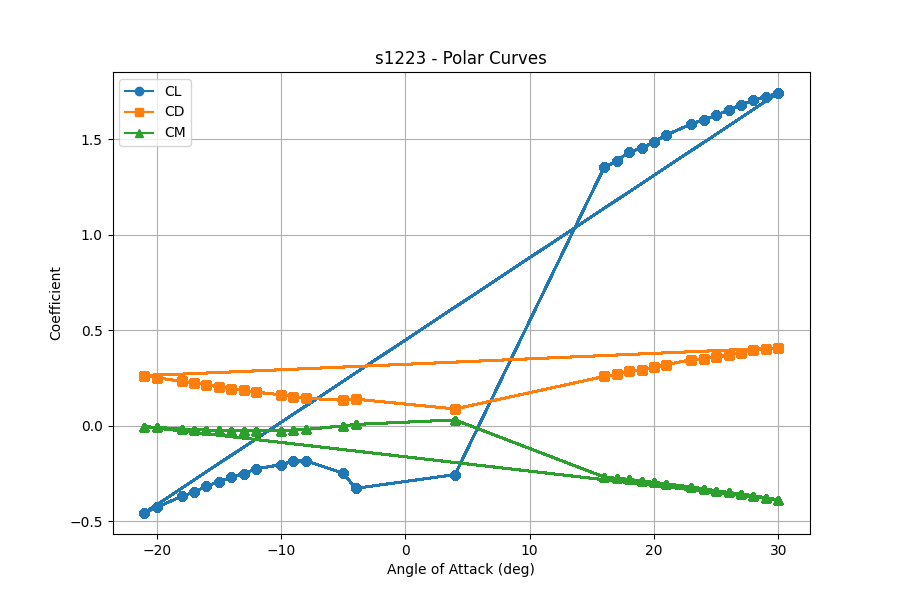 s1223 - Polar Curves
CL
CD
CM
Coefficient
1.5
1.0
0.5
0.0
−0.5
−20
−10
0
10
20
30
Angle of Attack (deg)